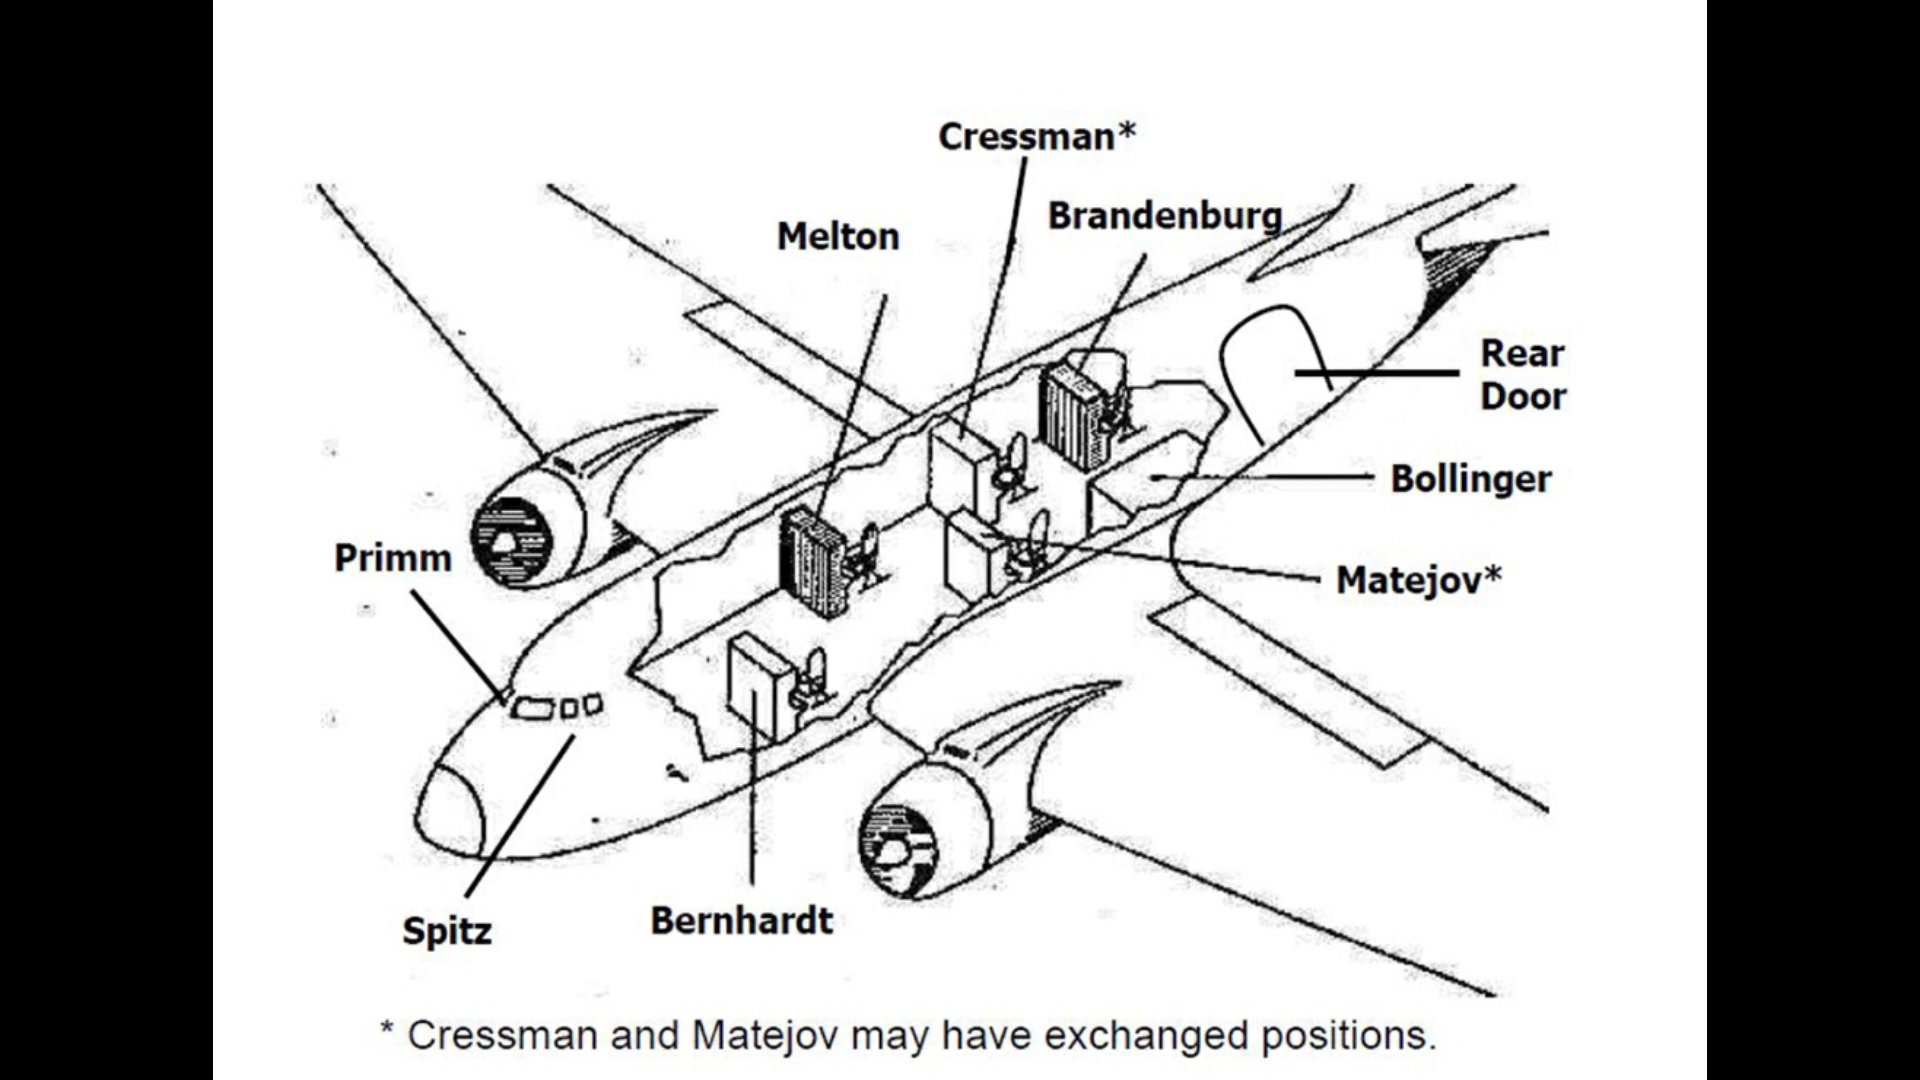 Cressman*
Brandenburg
Melton
Rear
Door
Bollinger
Primm
Matejov*
Bernhardt
Spitz
* Cressman and Matejov may have exchanged positions.